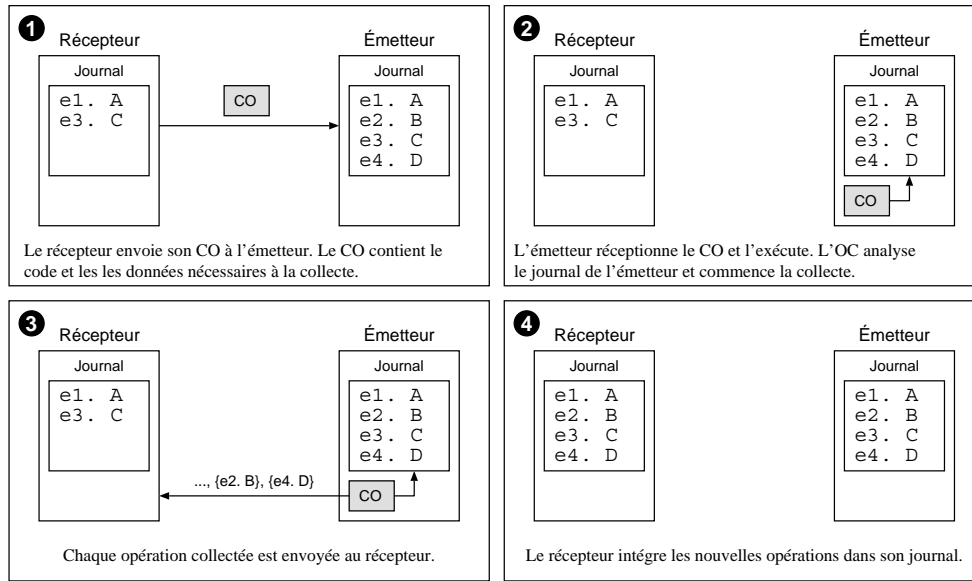 1
Récepteur Émetteur
Journal Journal
e1. A e1. A
e3. C e2. B
e3. C
e4. D
CO
Le récepteur envoie son CO à l'émetteur. Le CO contient le
code et les les données nécessaires à la collecte.
2
Récepteur Émetteur
Journal Journal
e1. A e1. A
e3. C e2. B
e3. C
e4. D
CO
L'émetteur réceptionne le CO et l'exécute. L'OC analyse
le journal de l'émetteur et commence la collecte.
3
Récepteur Émetteur
Journal Journal
e1. A e1. A
e3. C e2. B
e3. C
e4. D
..., {e2. B}, {e4. D} CO
Chaque opération collectée est envoyée au récepteur.
4
Récepteur Émetteur
Journal Journal
e1. A e1. A
e2. B e2. B
e3. C e3. C
e4. D e4. D
Le récepteur intégre les nouvelles opérations dans son journal.